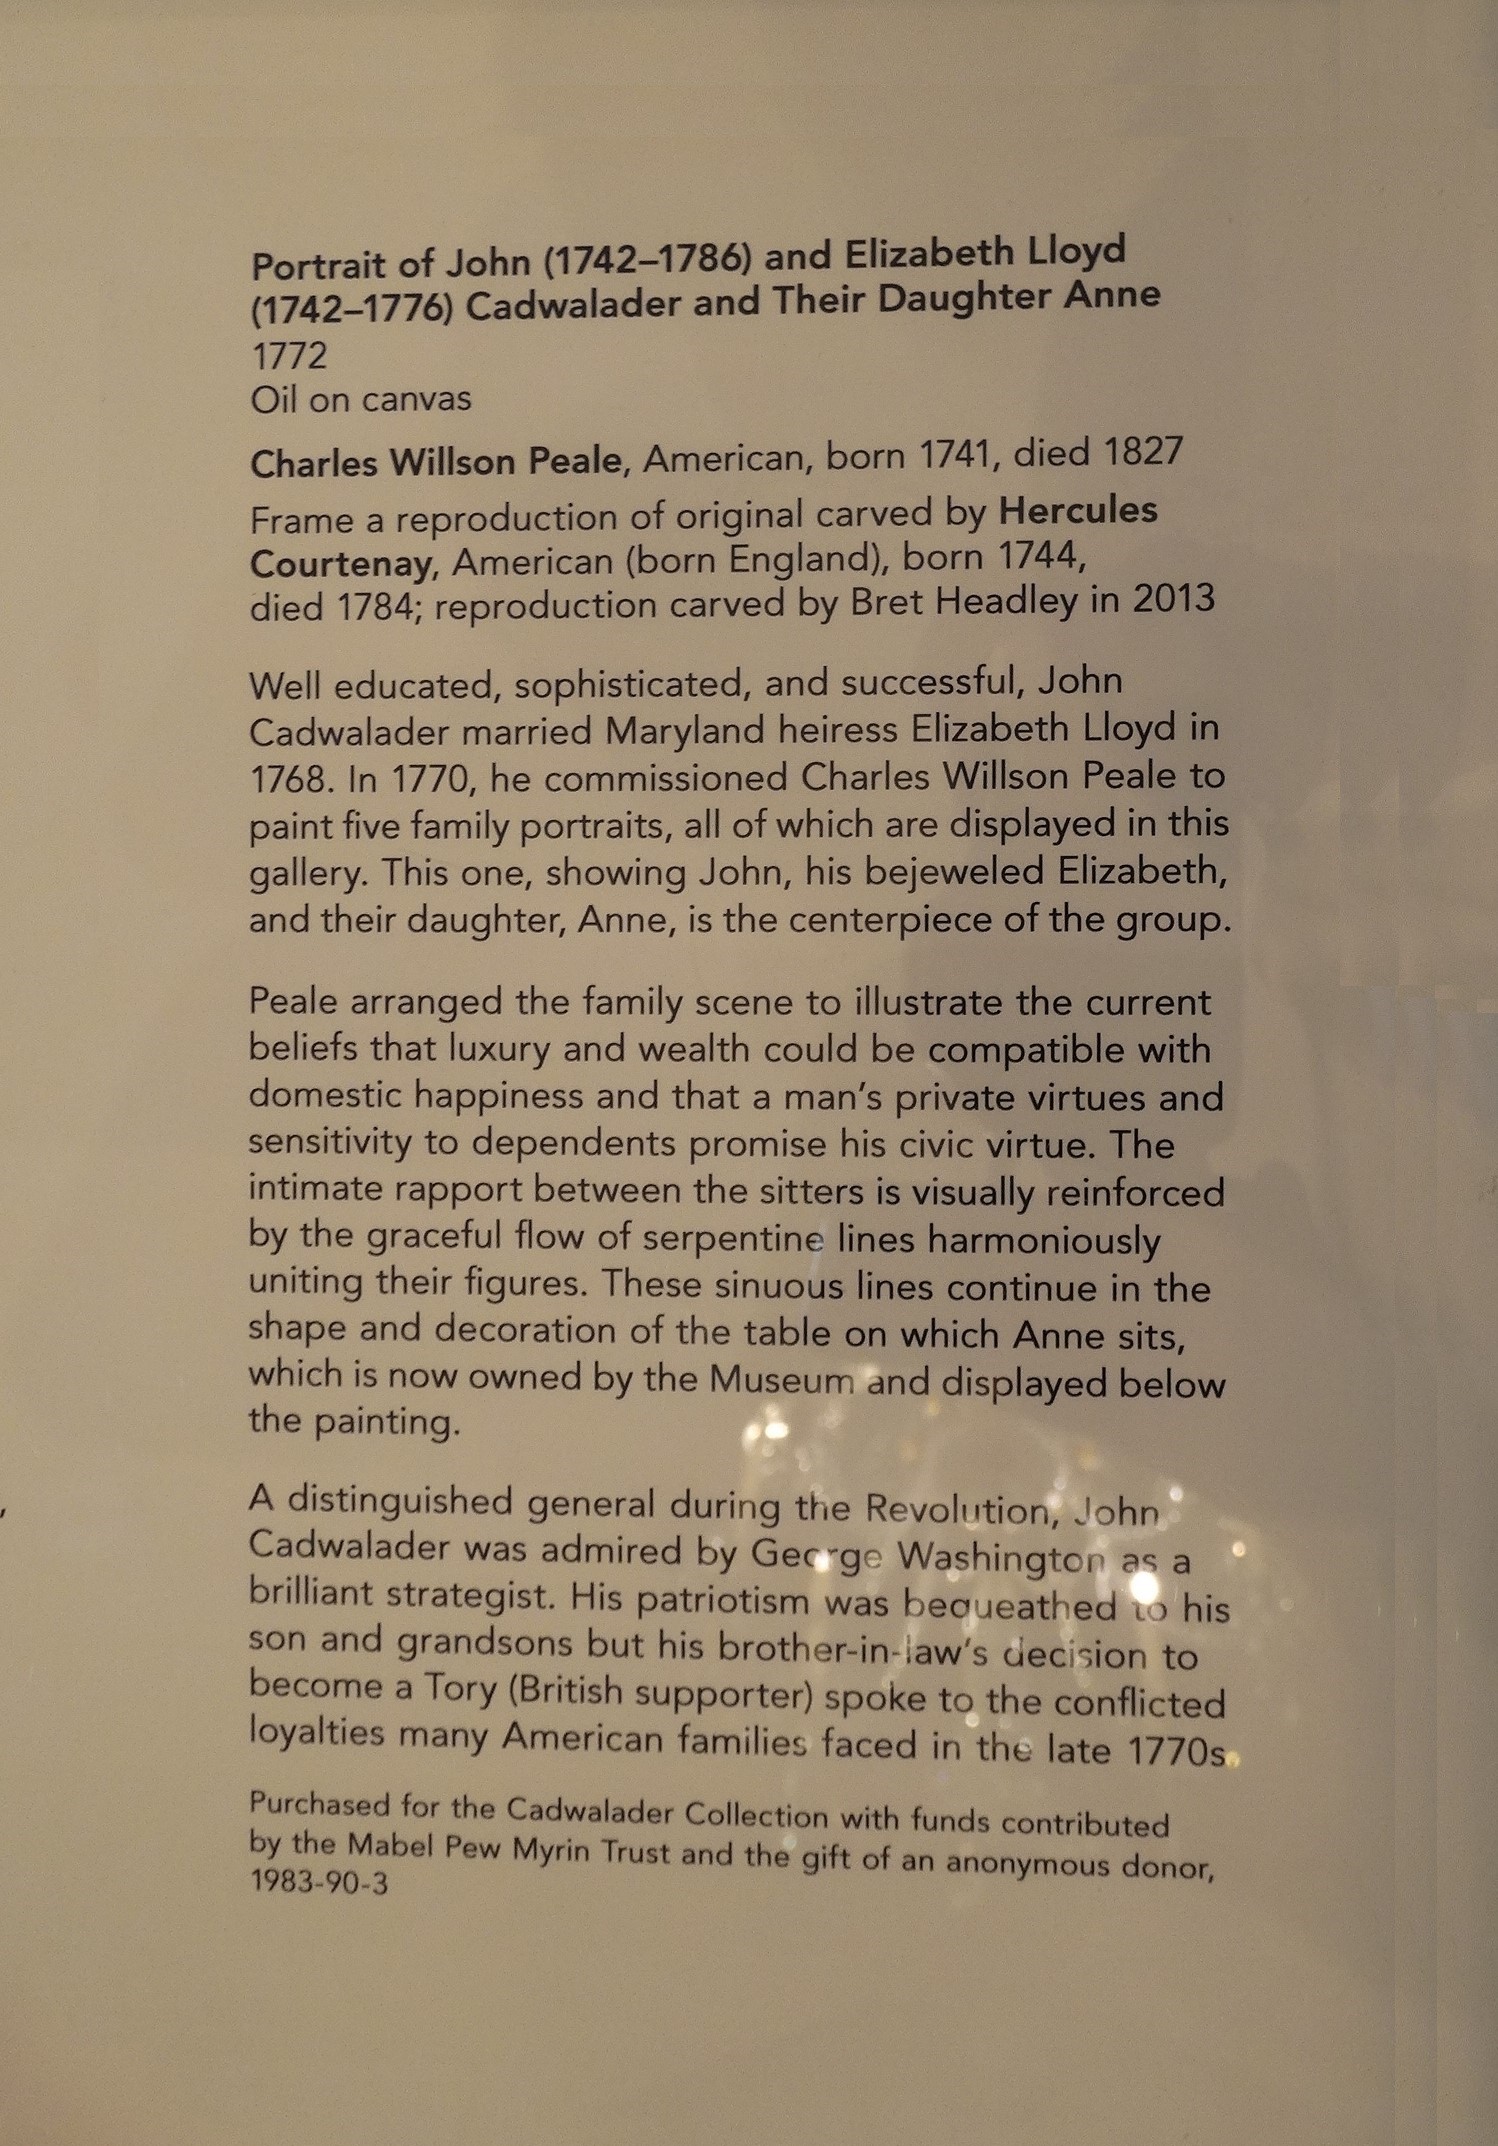 Portrait of John (1742–1786) and Elizabeth Lloyd
(1742–1776) Cadwalader and Their Daughter Anne
1772
Oil on canvas
Charles Willson Peale, American, born 1741, died 1827
Frame a reproduction of original carved by Hercules
Courtenay, American (born England), born 1744,
died 1784; reproduction carved by Bret Headley in 2013
Well educated, sophisticated, and successful, John
Cadwalader married Maryland heiress Elizabeth Lloyd in
1768. In 1770, he commissioned Charles Willson Peale to
paint five family portraits, all of which are displayed in this
gallery. This one, showing John, his bejeweled Elizabeth,
and their daughter, Anne, is the centerpiece of the group.
Peale arranged the family scene to illustrate the current
beliefs that luxury and wealth could be compatible with
domestic happiness and that a man's private virtues and
sensitivity to dependents promise his civic virtue. The
intimate rapport between the sitters is visually reinforced
by the graceful flow of serpentine lines harmoniously
uniting their figures. These sinuous lines continue in the
shape and decoration of the table on which Anne sits,
which is now owned by the Museum and displayed below
the painting.
A distinguished general during the Revolution, John
Cadwalader was admired by George Washington as a
brilliant strategist. His patriotism was bequeathed to his
son and grandsons but his brother-in-law's decision to
become a Tory (British supporter) spoke to the conflicted
loyalties many American families faced in the late 1770s.
Purchased for the Cadwalader Collection with funds contributed
by the Mabel Pew Myrin Trust and the gift of an anonymous donor,
1983-90-3